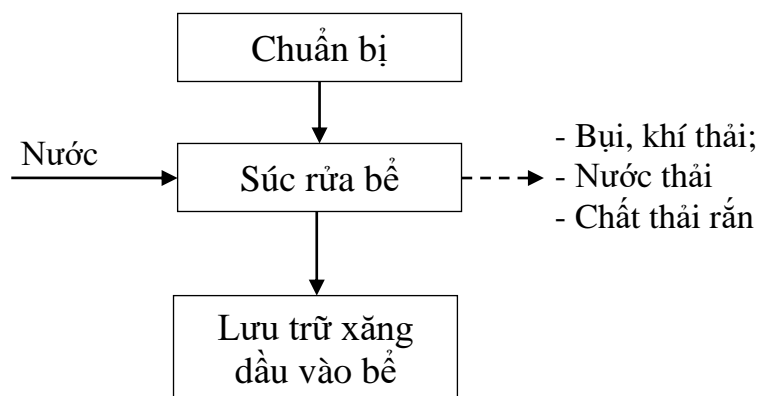 Chuẩn bị
Nước
Súc rửa bể
- Bụi, khí thải;
- Nước thải
- Chất thải rắn
Lưu trữ xăng
dầu vào bể